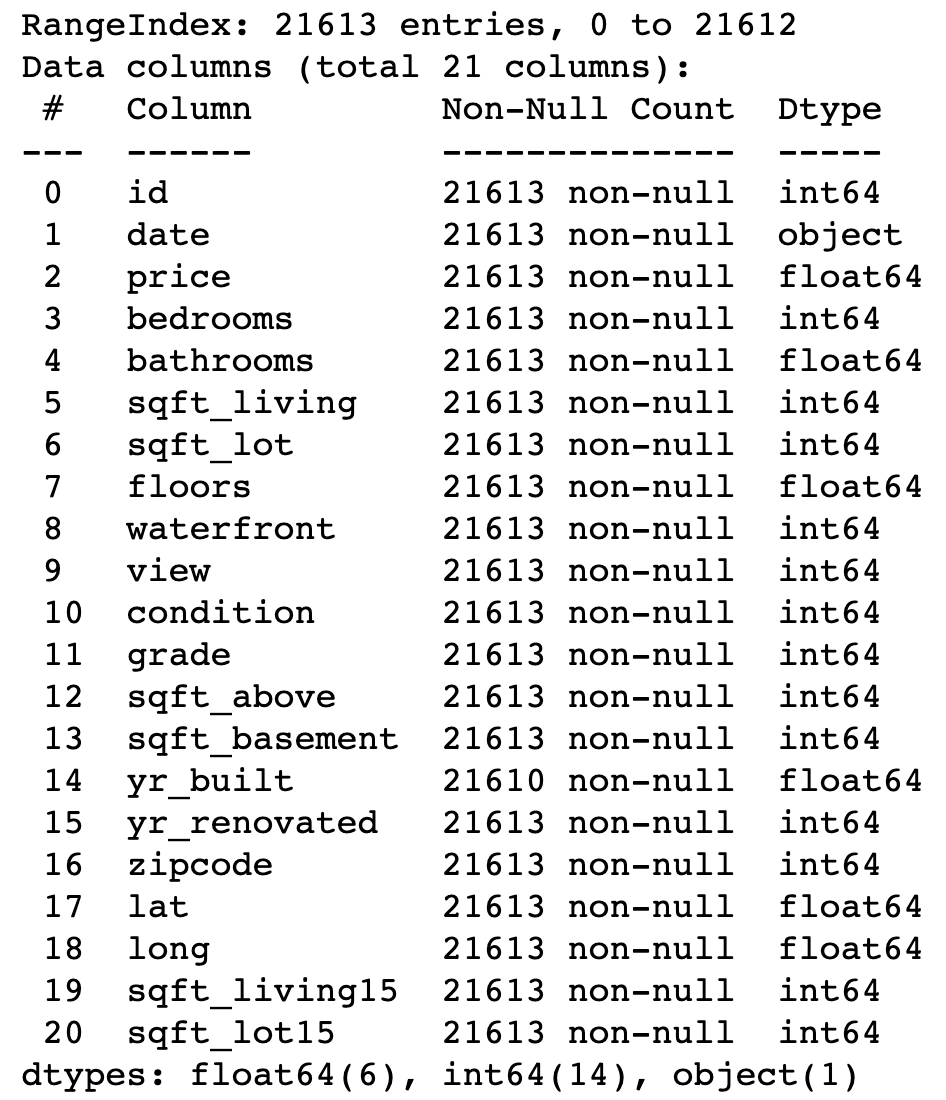 RangeIndex: 21613 entries, 0 to 21612
Data columns (total 21 columns):
 #   Column         Non-Null Count  Dtype
---  ------         --------------  -----
 0   id             21613 non-null  int64
 1   date           21613 non-null  object
 2   price          21613 non-null  float64
 3   bedrooms       21613 non-null  int64
 4   bathrooms      21613 non-null  float64
 5   sqft_living    21613 non-null  int64
 6   sqft_lot       21613 non-null  int64
 7   floors         21613 non-null  float64
 8   waterfront     21613 non-null  int64
 9   view           21613 non-null  int64
 10  condition      21613 non-null  int64
 11  grade          21613 non-null  int64
 12  sqft_above     21613 non-null  int64
 13  sqft_basement  21613 non-null  int64
 14  yr_built       21610 non-null  float64
 15  yr_renovated   21613 non-null  int64
 16  zipcode        21613 non-null  int64
 17  lat            21613 non-null  float64
 18  long           21613 non-null  float64
 19  sqft_living15  21613 non-null  int64
 20  sqft_lot15     21613 non-null  int64
dtypes: float64(6), int64(14), object(1)